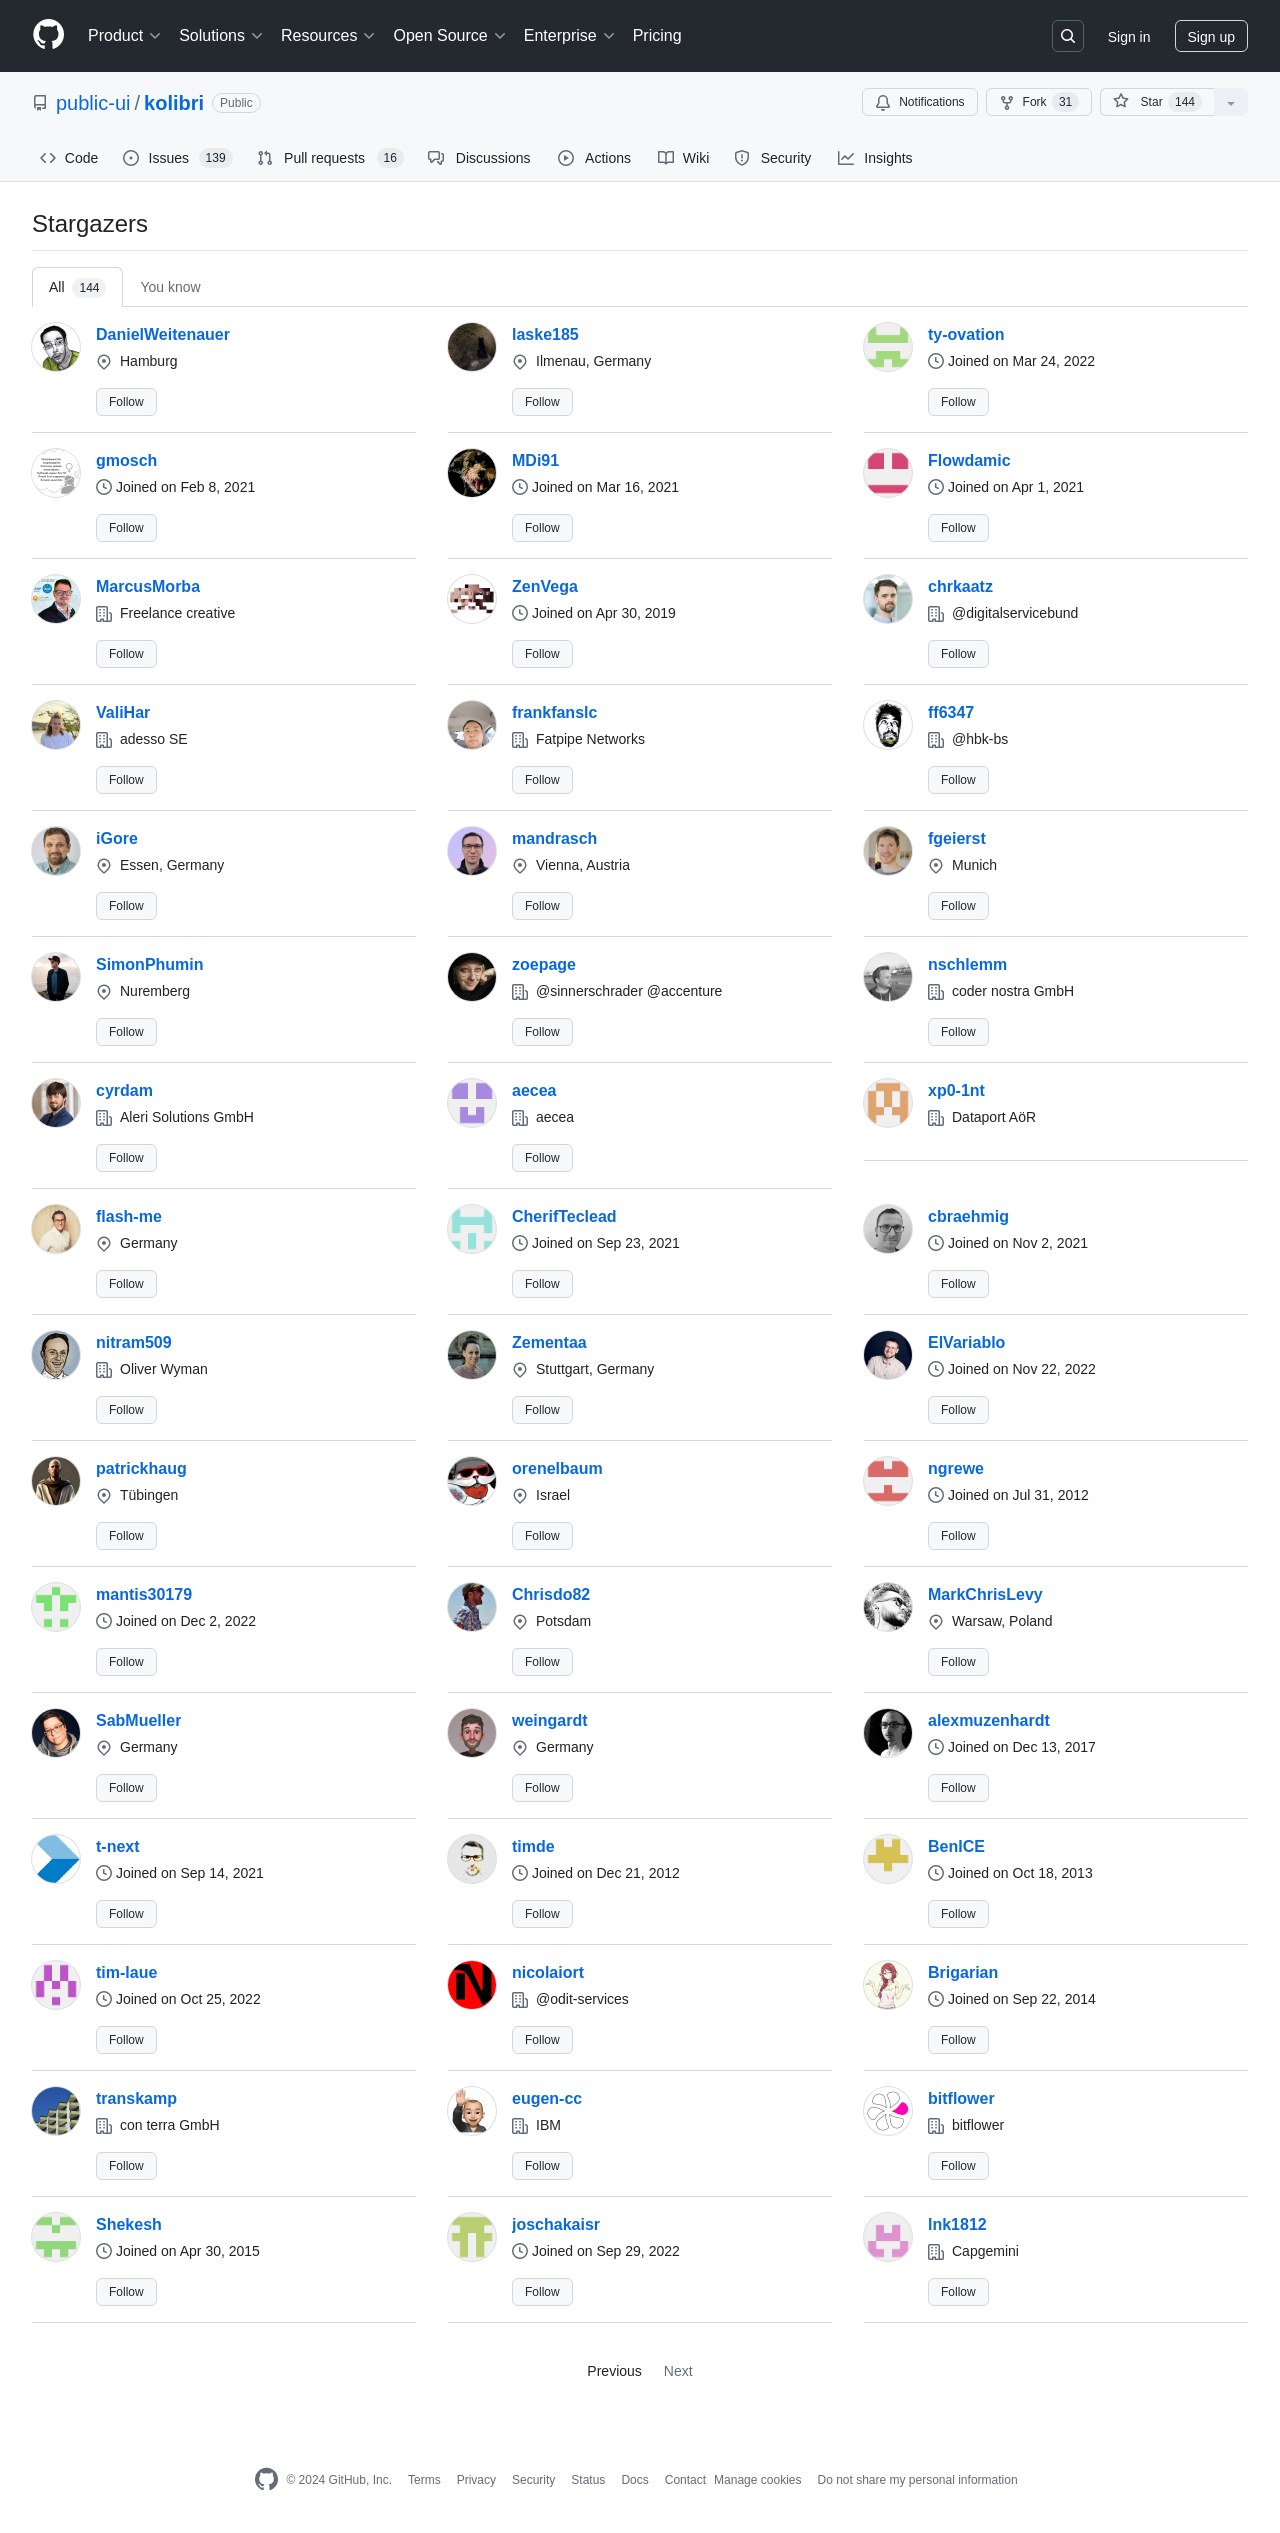 Product Solutions Resources Open Source Enterprise Pricing Sign in Sign up
public-ui / kolibri Public Notifications Fork 31 Star 144
Code Issues 139 Pull requests 16 Discussions Actions Wiki Security Insights
Stargazers
All 144 You know
DanielWeitenauer laske185 ty-ovation
Hamburg Ilmenau, Germany Joined on Mar 24, 2022
Follow Follow Follow
gmosch MDi91 Flowdamic
Joined on Feb 8, 2021 Joined on Mar 16, 2021 Joined on Apr 1, 2021
Follow Follow Follow
MarcusMorba ZenVega chrkaatz
Freelance creative Joined on Apr 30, 2019 @digitalservicebund
Follow Follow Follow
ValiHar frankfanslc ff6347
adesso SE Fatpipe Networks @hbk-bs
Follow Follow Follow
iGore mandrasch fgeierst
Essen, Germany Vienna, Austria Munich
Follow Follow Follow
SimonPhumin zoepage nschlemm
Nuremberg @sinnerschrader @accenture coder nostra GmbH
Follow Follow Follow
cyrdam aecea xp0-1nt
Aleri Solutions GmbH aecea Dataport AöR
Follow Follow
flash-me CherifTeclead cbraehmig
Germany Joined on Sep 23, 2021 Joined on Nov 2, 2021
Follow Follow Follow
nitram509 Zementaa ElVariablo
Oliver Wyman Stuttgart, Germany Joined on Nov 22, 2022
Follow Follow Follow
patrickhaug orenelbaum ngrewe
Tübingen Israel Joined on Jul 31, 2012
Follow Follow Follow
mantis30179 Chrisdo82 MarkChrisLevy
Joined on Dec 2, 2022 Potsdam Warsaw, Poland
Follow Follow Follow
SabMueller weingardt alexmuzenhardt
Germany Germany Joined on Dec 13, 2017
Follow Follow Follow
t-next timde BenICE
Joined on Sep 14, 2021 Joined on Dec 21, 2012 Joined on Oct 18, 2013
Follow Follow Follow
tim-laue nicolaiort Brigarian
Joined on Oct 25, 2022 @odit-services Joined on Sep 22, 2014
Follow Follow Follow
transkamp eugen-cc bitflower
con terra GmbH IBM bitflower
Follow Follow Follow
Shekesh joschakaisr lnk1812
Joined on Apr 30, 2015 Joined on Sep 29, 2022 Capgemini
Follow Follow Follow
Previous Next
© 2024 GitHub, Inc. Terms Privacy Security Status Docs Contact Manage cookies Do not share my personal information